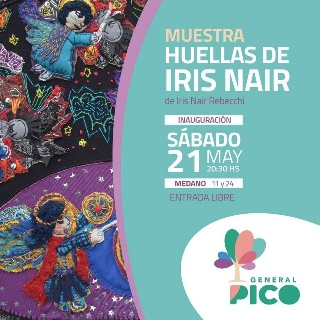 MUESTRA
HUELLAS DE
IRIS NAIR
de Iris Nair Rebecchi
INAUGURACIÓN
SÁBADO
21 MAY
20:30 HS
MEDANO 11 y 24
ENTRADA LIBRE
GENERAL
PICO